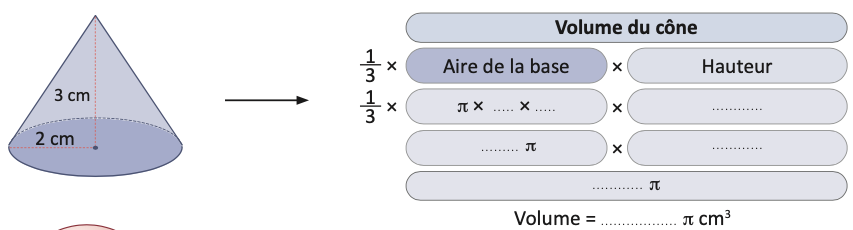 Volume du cône
1/3 × Aire de la base × Hauteur
3 cm
1/3 × π × ..... × ..... × ............
2 cm
......... π × ............
............ π
Volume = .................. π cm³